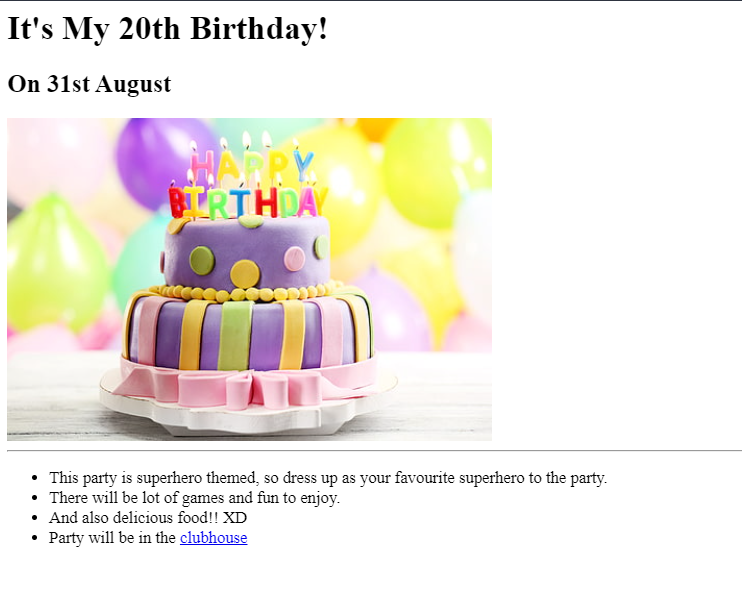 It's My 20th Birthday!
On 31st August
HAPPY
BIRTHDAY
This party is superhero themed, so dress up as your favourite superhero to the party.
There will be lot of games and fun to enjoy.
And also delicious food!! XD
Party will be in the clubhouse